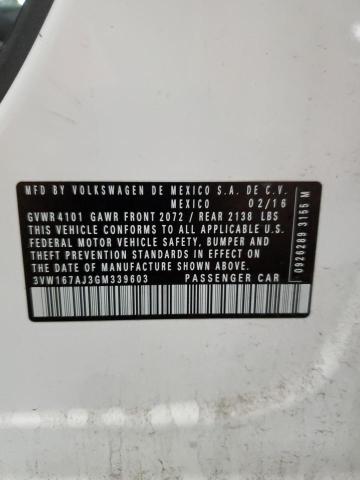 MFD BY VOLKSWAGEN DE MEXICO S.A. DE C.V.
MEXICO 02/16
GVWR 4101 GAWR FRONT 2072 / REAR 2138 LBS
THIS VEHICLE CONFORMS TO ALL APPLICABLE U.S.
FEDERAL MOTOR VEHICLE SAFETY, BUMPER AND
THEFT PREVENTION STANDARDS IN EFFECT ON
THE DATE OF MANUFACTURE SHOWN ABOVE.
3VW167AJ3GM339603 PASSENGER CAR
0926289 3155 M